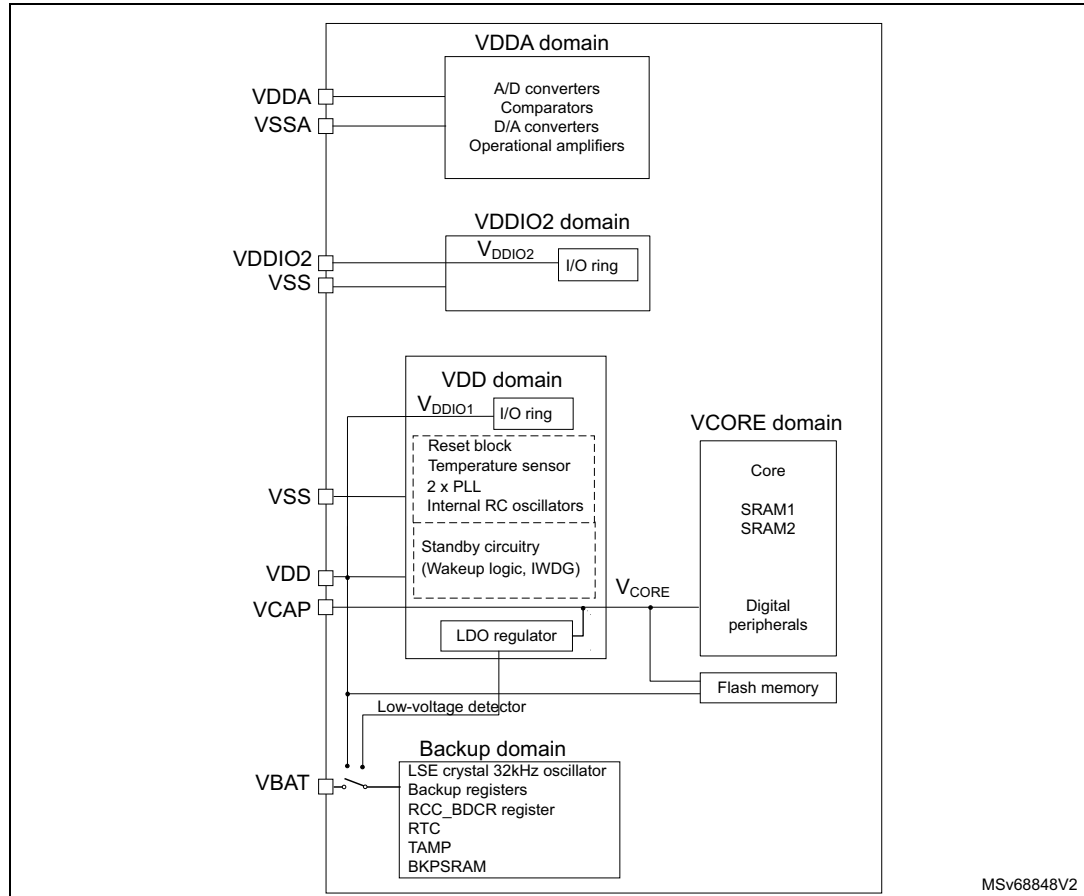 VDDA domain
VDDA
VSSA
A/D converters
Comparators
D/A converters
Operational amplifiers
VDDIO2 domain
VDDIO2
VSS
VDDIO2
I/O ring
VDD domain
VDDIO1
I/O ring
Reset block
Temperature sensor
2 x PLL
Internal RC oscillators
VSS
Standby circuitry
(Wakeup logic, IWDG)
VDD
VCAP
LDO regulator
VCORE
VCORE domain
Core
SRAM1
SRAM2
Digital
peripherals
Flash memory
Low-voltage detector
Backup domain
VBAT
LSE crystal 32kHz oscillator
Backup registers
RCC_BDCR register
RTC
TAMP
BKPSRAM
MSv68848V2